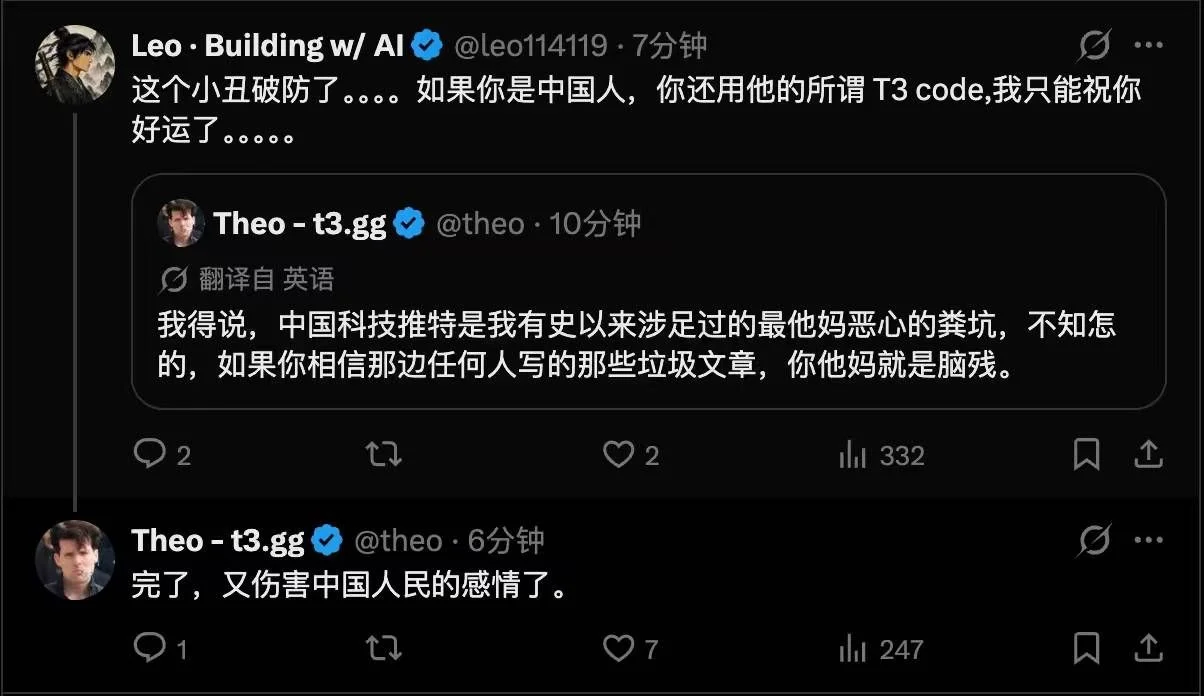 Leo · Building w/ AI @leo114119 · 7分钟
这个小丑破防了。。。。如果你是中国人，你还用他的所谓 T3 code,我只能祝你
好运了。。。。。
Theo - t3.gg @theo · 10分钟
翻译自 英语
我得说，中国科技推特是我有史以来涉足过的最他妈恶心的粪坑，不知怎
的，如果你相信那边任何人写的那些垃圾文章，你他妈就是脑残。
2 2 332
Theo - t3.gg @theo · 6分钟
完了，又伤害中国人民的感情了。
1 7 247